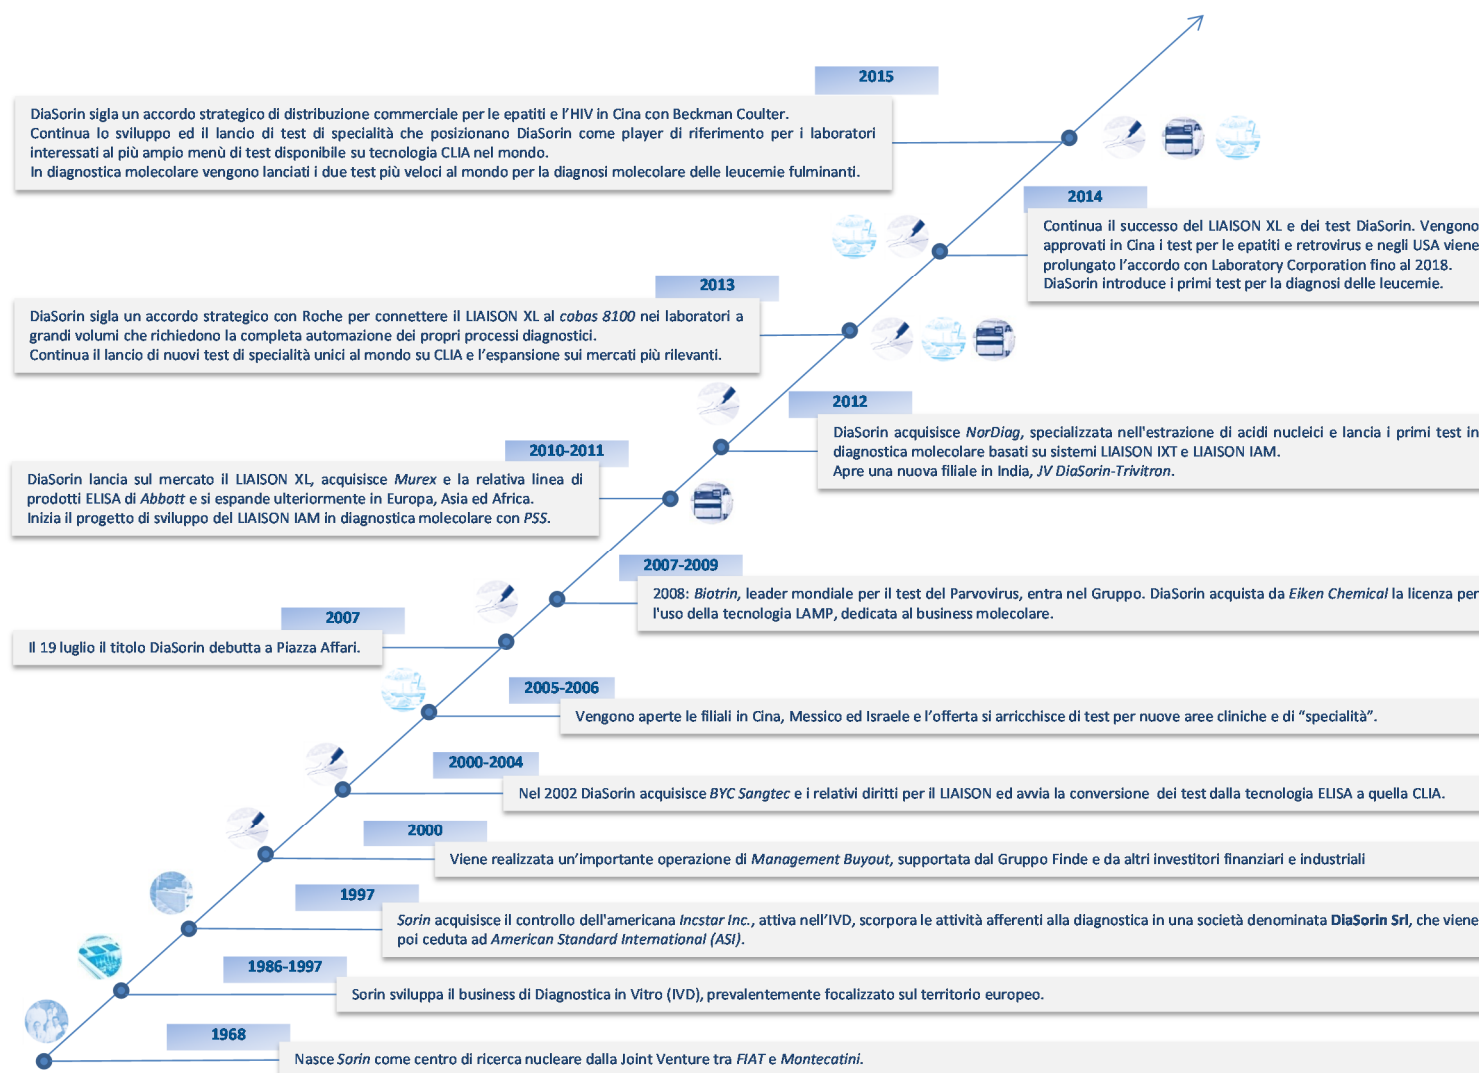 2015
DiaSorin sigla un accordo strategico di distribuzione commerciale per le epatiti e l'HIV in Cina con Beckman Coulter.
Continua lo sviluppo ed il lancio di test di specialità che posizionano DiaSorin come player di riferimento per i laboratori
interessati al più ampio menù di test disponibile su tecnologia CLIA nel mondo.
In diagnostica molecolare vengono lanciati i due test più veloci al mondo per la diagnosi molecolare delle leucemie fulminanti.
2014
Continua il successo del LIAISON XL e dei test DiaSorin. Vengono
approvati in Cina i test per le epatiti e retrovirus e negli USA viene
prolungato l'accordo con Laboratory Corporation fino al 2018.
DiaSorin introduce i primi test per la diagnosi delle leucemie.
2013
DiaSorin sigla un accordo strategico con Roche per connettere il LIAISON XL al cobas 8100 nei laboratori a
grandi volumi che richiedono la completa automazione dei propri processi diagnostici.
Continua il lancio di nuovi test di specialità unici al mondo su CLIA e l'espansione sui mercati più rilevanti.
2012
DiaSorin acquisisce NorDiag, specializzata nell'estrazione di acidi nucleici e lancia i primi test in
diagnostica molecolare basati su sistemi LIAISON IXT e LIAISON IAM.
Apre una nuova filiale in India, JV DiaSorin-Trivitron.
2010-2011
DiaSorin lancia sul mercato il LIAISON XL, acquisisce Murex e la relativa linea di
prodotti ELISA di Abbott e si espande ulteriormente in Europa, Asia ed Africa.
Inizia il progetto di sviluppo del LIAISON IAM in diagnostica molecolare con PSS.
2007-2009
2008: Biotrin, leader mondiale per il test del Parvovirus, entra nel Gruppo. DiaSorin acquista da Eiken Chemical la licenza per
l'uso della tecnologia LAMP, dedicata al business molecolare.
2007
Il 19 luglio il titolo DiaSorin debutta a Piazza Affari.
2005-2006
Vengono aperte le filiali in Cina, Messico ed Israele e l'offerta si arricchisce di test per nuove aree cliniche e di "specialità".
2000-2004
Nel 2002 DiaSorin acquisisce BYC Sangtec e i relativi diritti per il LIAISON ed avvia la conversione dei test dalla tecnologia ELISA a quella CLIA.
2000
Viene realizzata un'importante operazione di Management Buyout, supportata dal Gruppo Finde e da altri investitori finanziari e industriali
1997
Sorin acquisisce il controllo dell'americana Incstar Inc., attiva nell'IVD, scorpora le attività afferenti alla diagnostica in una società denominata DiaSorin Srl, che viene
poi ceduta ad American Standard International (ASI).
1986-1997
Sorin sviluppa il business di Diagnostica in Vitro (IVD), prevalentemente focalizzato sul territorio europeo.
1968
Nasce Sorin come centro di ricerca nucleare dalla Joint Venture tra FIAT e Montecatini.